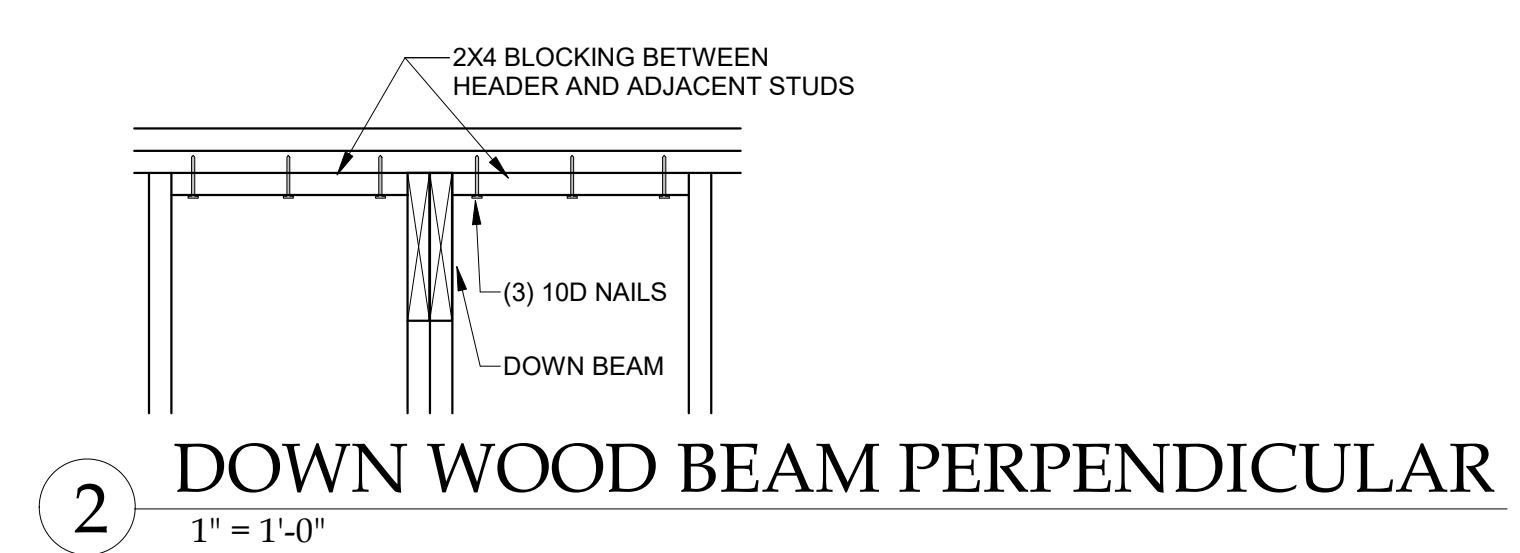 2X4 BLOCKING BETWEEN
HEADER AND ADJACENT STUDS
(3) 10D NAILS
DOWN BEAM
2
DOWN WOOD BEAM PERPENDICULAR
1" = 1'-0"